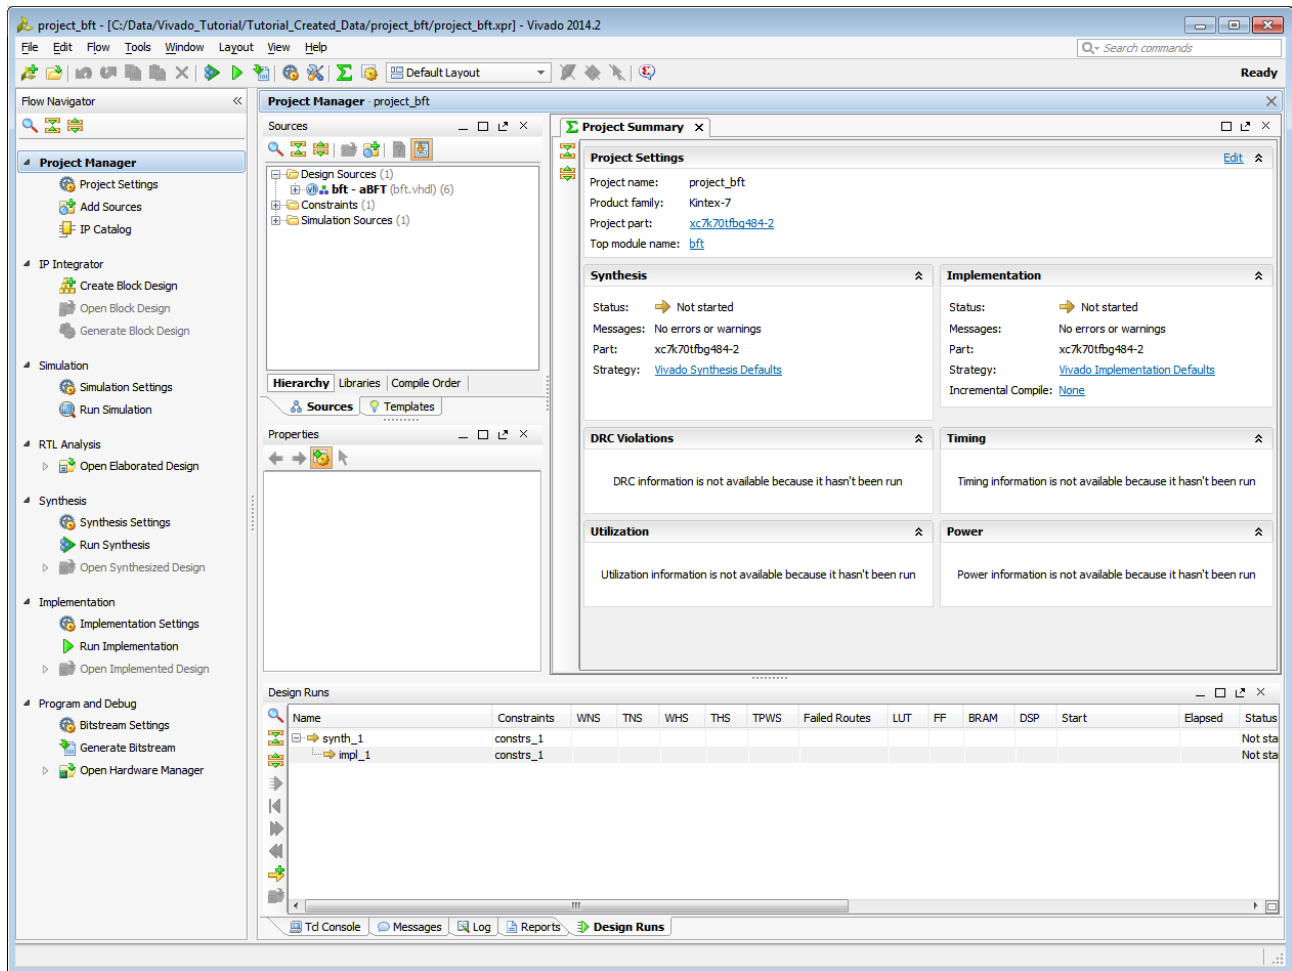 project_bft - [C:/Data/Vivado_Tutorial/Tutorial_Created_Data/project_bft/project_bft.xpr] - Vivado 2014.2
File Edit Flow Tools Window Layout View Help
Search commands
Default Layout
Ready
Flow Navigator
Project Manager
Project Settings
Add Sources
IP Catalog
IP Integrator
Create Block Design
Open Block Design
Generate Block Design
Simulation
Simulation Settings
Run Simulation
RTL Analysis
Open Elaborated Design
Synthesis
Synthesis Settings
Run Synthesis
Open Synthesized Design
Implementation
Implementation Settings
Run Implementation
Open Implemented Design
Program and Debug
Bitstream Settings
Generate Bitstream
Open Hardware Manager
Project Manager - project_bft
Sources
Design Sources (1)
bft - aBFT (bft.vhdl) (6)
Constraints (1)
Simulation Sources (1)
Hierarchy Libraries Compile Order
Sources Templates
Properties
Project Summary
Project Settings Edit
Project name: project_bft
Product family: Kintex-7
Project part: xc7k70tfbg484-2
Top module name: bft
Synthesis
Status: Not started
Messages: No errors or warnings
Part: xc7k70tfbg484-2
Strategy: Vivado Synthesis Defaults
Implementation
Status: Not started
Messages: No errors or warnings
Part: xc7k70tfbg484-2
Strategy: Vivado Implementation Defaults
Incremental Compile: None
DRC Violations
DRC information is not available because it hasn't been run
Timing
Timing information is not available because it hasn't been run
Utilization
Utilization information is not available because it hasn't been run
Power
Power information is not available because it hasn't been run
Design Runs
Name Constraints WNS TNS WHS THS TPWS Failed Routes LUT FF BRAM DSP Start Elapsed Status
synth_1 constrs_1 Not sta
impl_1 constrs_1 Not sta
Tcl Console Messages Log Reports Design Runs